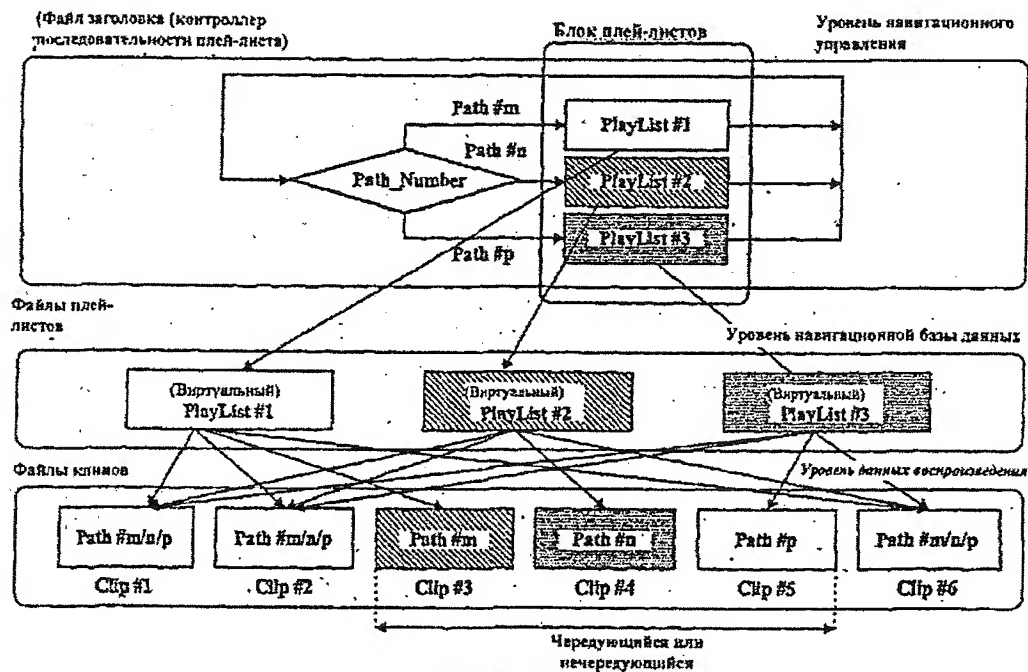 (Файл заголовка (контроллер
последовательности плей-листа)
Блок плей-листов
Уровень навигационного
управления
Path #m
PlayList #1
Path #n
Path_Number
PlayList #2
PlayList #3
Path #p
Файлы плей-
листов
Уровень навигационной базы данных
(Виртуальный)
PlayList #1
(Виртуальный)
PlayList #2
(Виртуальный)
PlayList #3
Файлы клипов
Уровень данных воспроизведения
Path #m/n/p
Path #m/n/p
Path #m
Path #n
Path #p
Path #m/n/p
Clip #1
Clip #2
Clip #3
Clip #4
Clip #5
Clip #6
Чередующийся или
нечередующийся